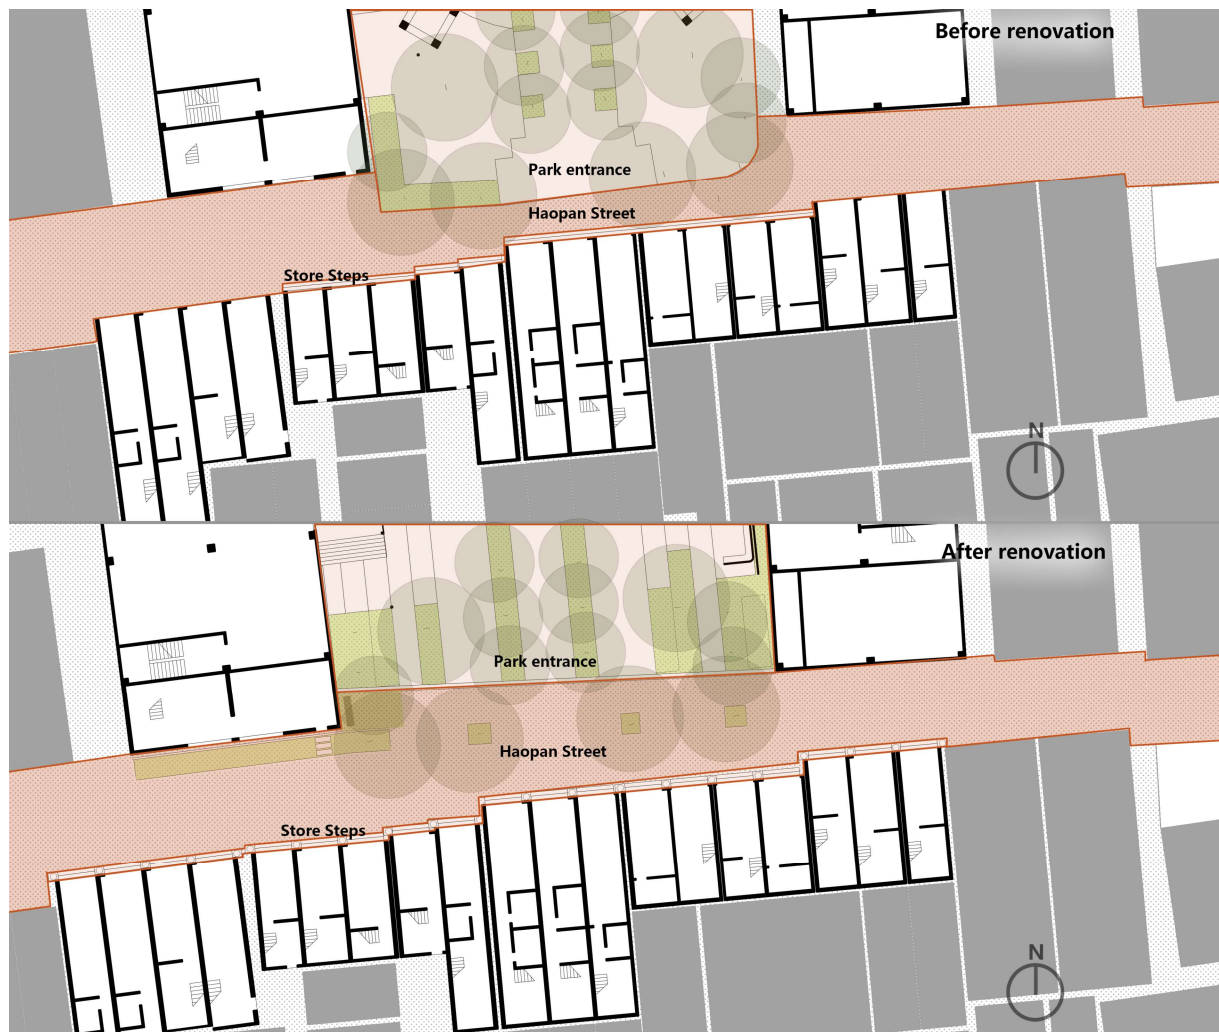 Before renovation
Park entrance
Haopan Street
Store Steps
N
After renovation
Park entrance
Haopan Street
Store Steps
N